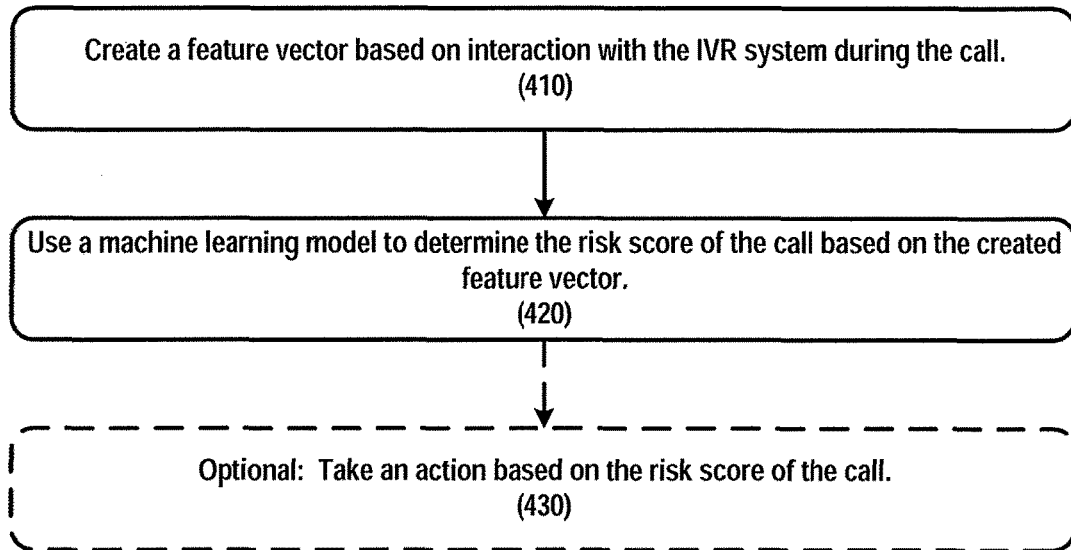 Create a feature vector based on interaction with the IVR system during the call.
(410)
Use a machine learning model to determine the risk score of the call based on the created
feature vector.
(420)
Optional: Take an action based on the risk score of the call.
(430)